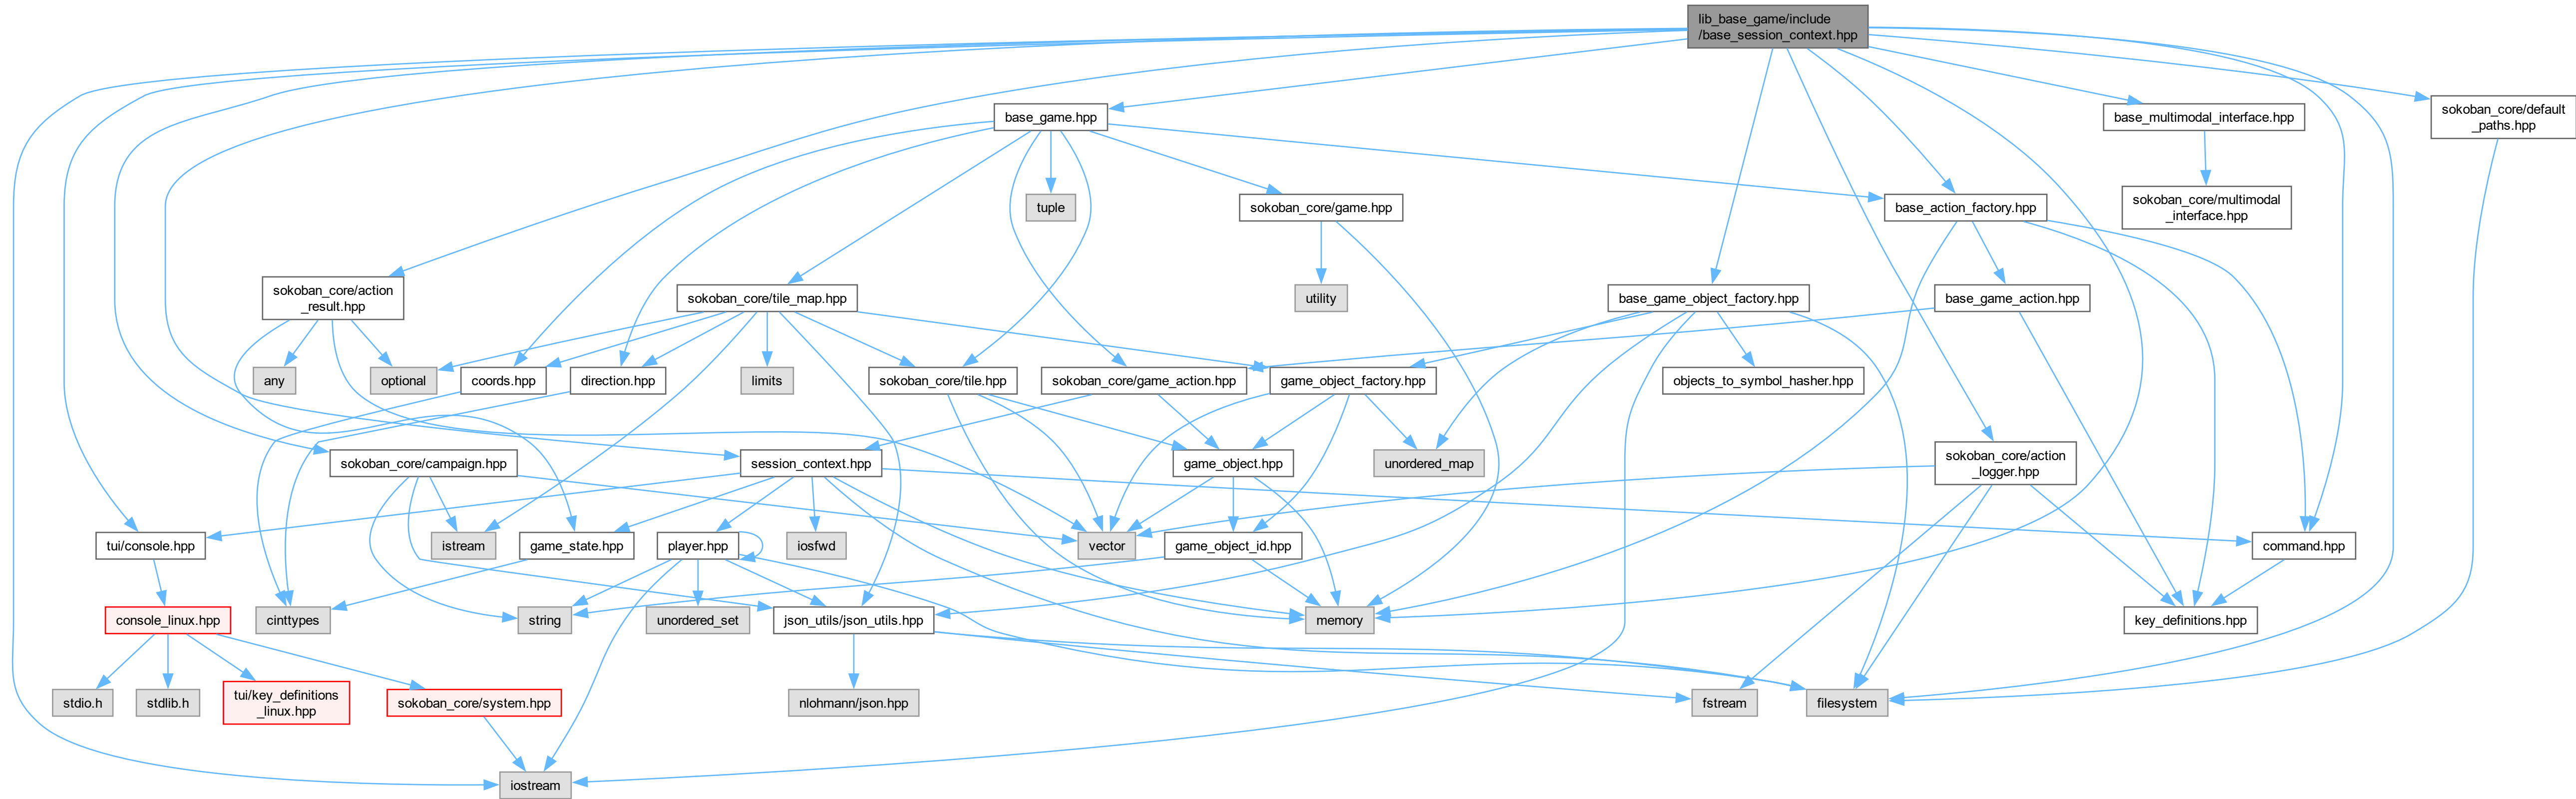 lib_base_game/include
/base_session_context.hpp
base_game.hpp
base_multimodal_interface.hpp
sokoban_core/default
_paths.hpp
tuple
sokoban_core/game.hpp
base_action_factory.hpp
sokoban_core/multimodal
_interface.hpp
sokoban_core/action
_result.hpp
sokoban_core/tile_map.hpp
utility
base_game_object_factory.hpp
base_game_action.hpp
any
optional
coords.hpp
direction.hpp
limits
sokoban_core/tile.hpp
sokoban_core/game_action.hpp
game_object_factory.hpp
objects_to_symbol_hasher.hpp
sokoban_core/campaign.hpp
session_context.hpp
game_object.hpp
unordered_map
sokoban_core/action
_logger.hpp
tui/console.hpp
istream
game_state.hpp
player.hpp
iosfwd
vector
game_object_id.hpp
command.hpp
console_linux.hpp
cinttypes
string
unordered_set
json_utils/json_utils.hpp
memory
key_definitions.hpp
stdio.h
stdlib.h
tui/key_definitions
_linux.hpp
sokoban_core/system.hpp
nlohmann/json.hpp
fstream
filesystem
iostream